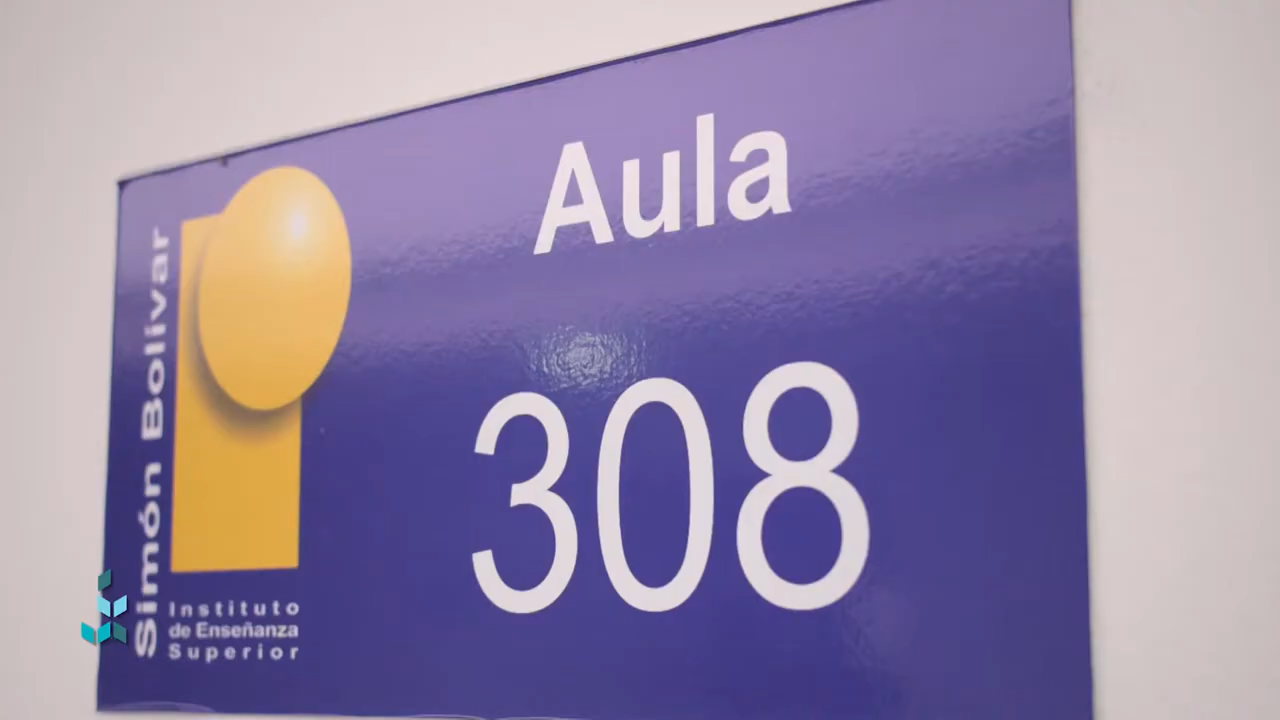 Aula
308
Simón Bolívar
Instituto
de Enseñanza
Superior